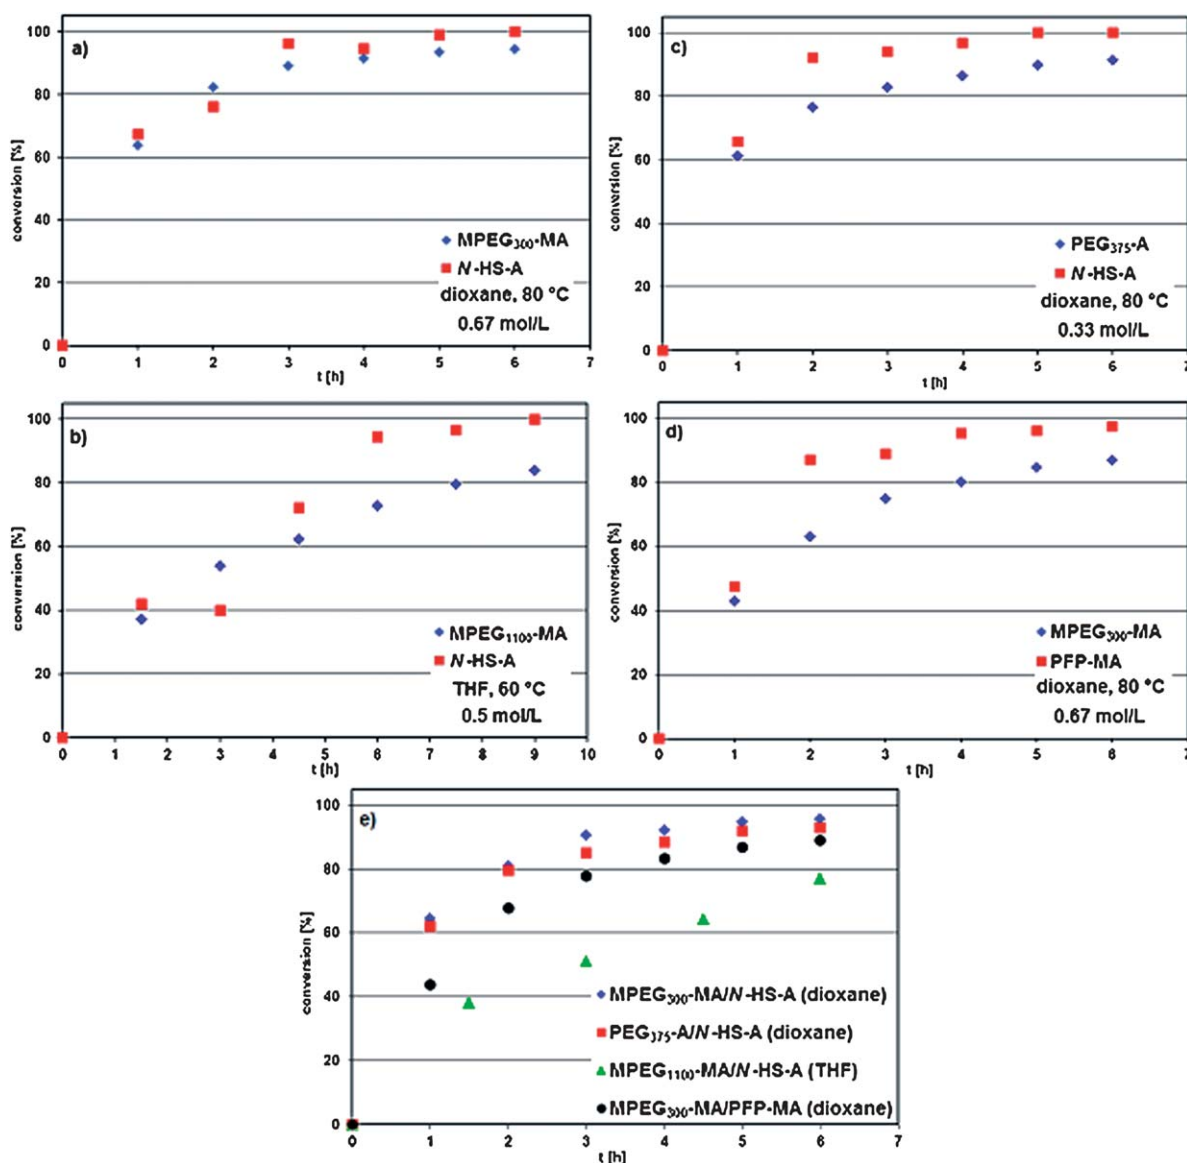 a)
conversion [%]
100
80
60
40
20
0
MPEG₃₀₀-MA
N-HS-A
dioxane, 80 °C
0.67 mol/L
0 1 2 3 4 5 6 7
t [h]
c)
conversion [%]
100
80
60
40
20
0
PEG₃₇₅-A
N-HS-A
dioxane, 80 °C
0.33 mol/L
0 1 2 3 4 5 6 7
t [h]
b)
conversion [%]
100
80
60
40
20
0
MPEG₁₁₀₀-MA
N-HS-A
THF, 60 °C
0.5 mol/L
0 1 2 3 4 5 6 7 8 9 10
t [h]
d)
conversion [%]
100
80
60
40
20
0
MPEG₃₀₀-MA
PFP-MA
dioxane, 80 °C
0.67 mol/L
0 1 2 3 4 5 6 7
t [h]
e)
conversion [%]
100
80
60
40
20
0
MPEG₃₀₀-MA/N-HS-A (dioxane)
PEG₃₇₅-A/N-HS-A (dioxane)
MPEG₁₁₀₀-MA/N-HS-A (THF)
MPEG₃₀₀-MA/PFP-MA (dioxane)
0 1 2 3 4 5 6 7
t [h]